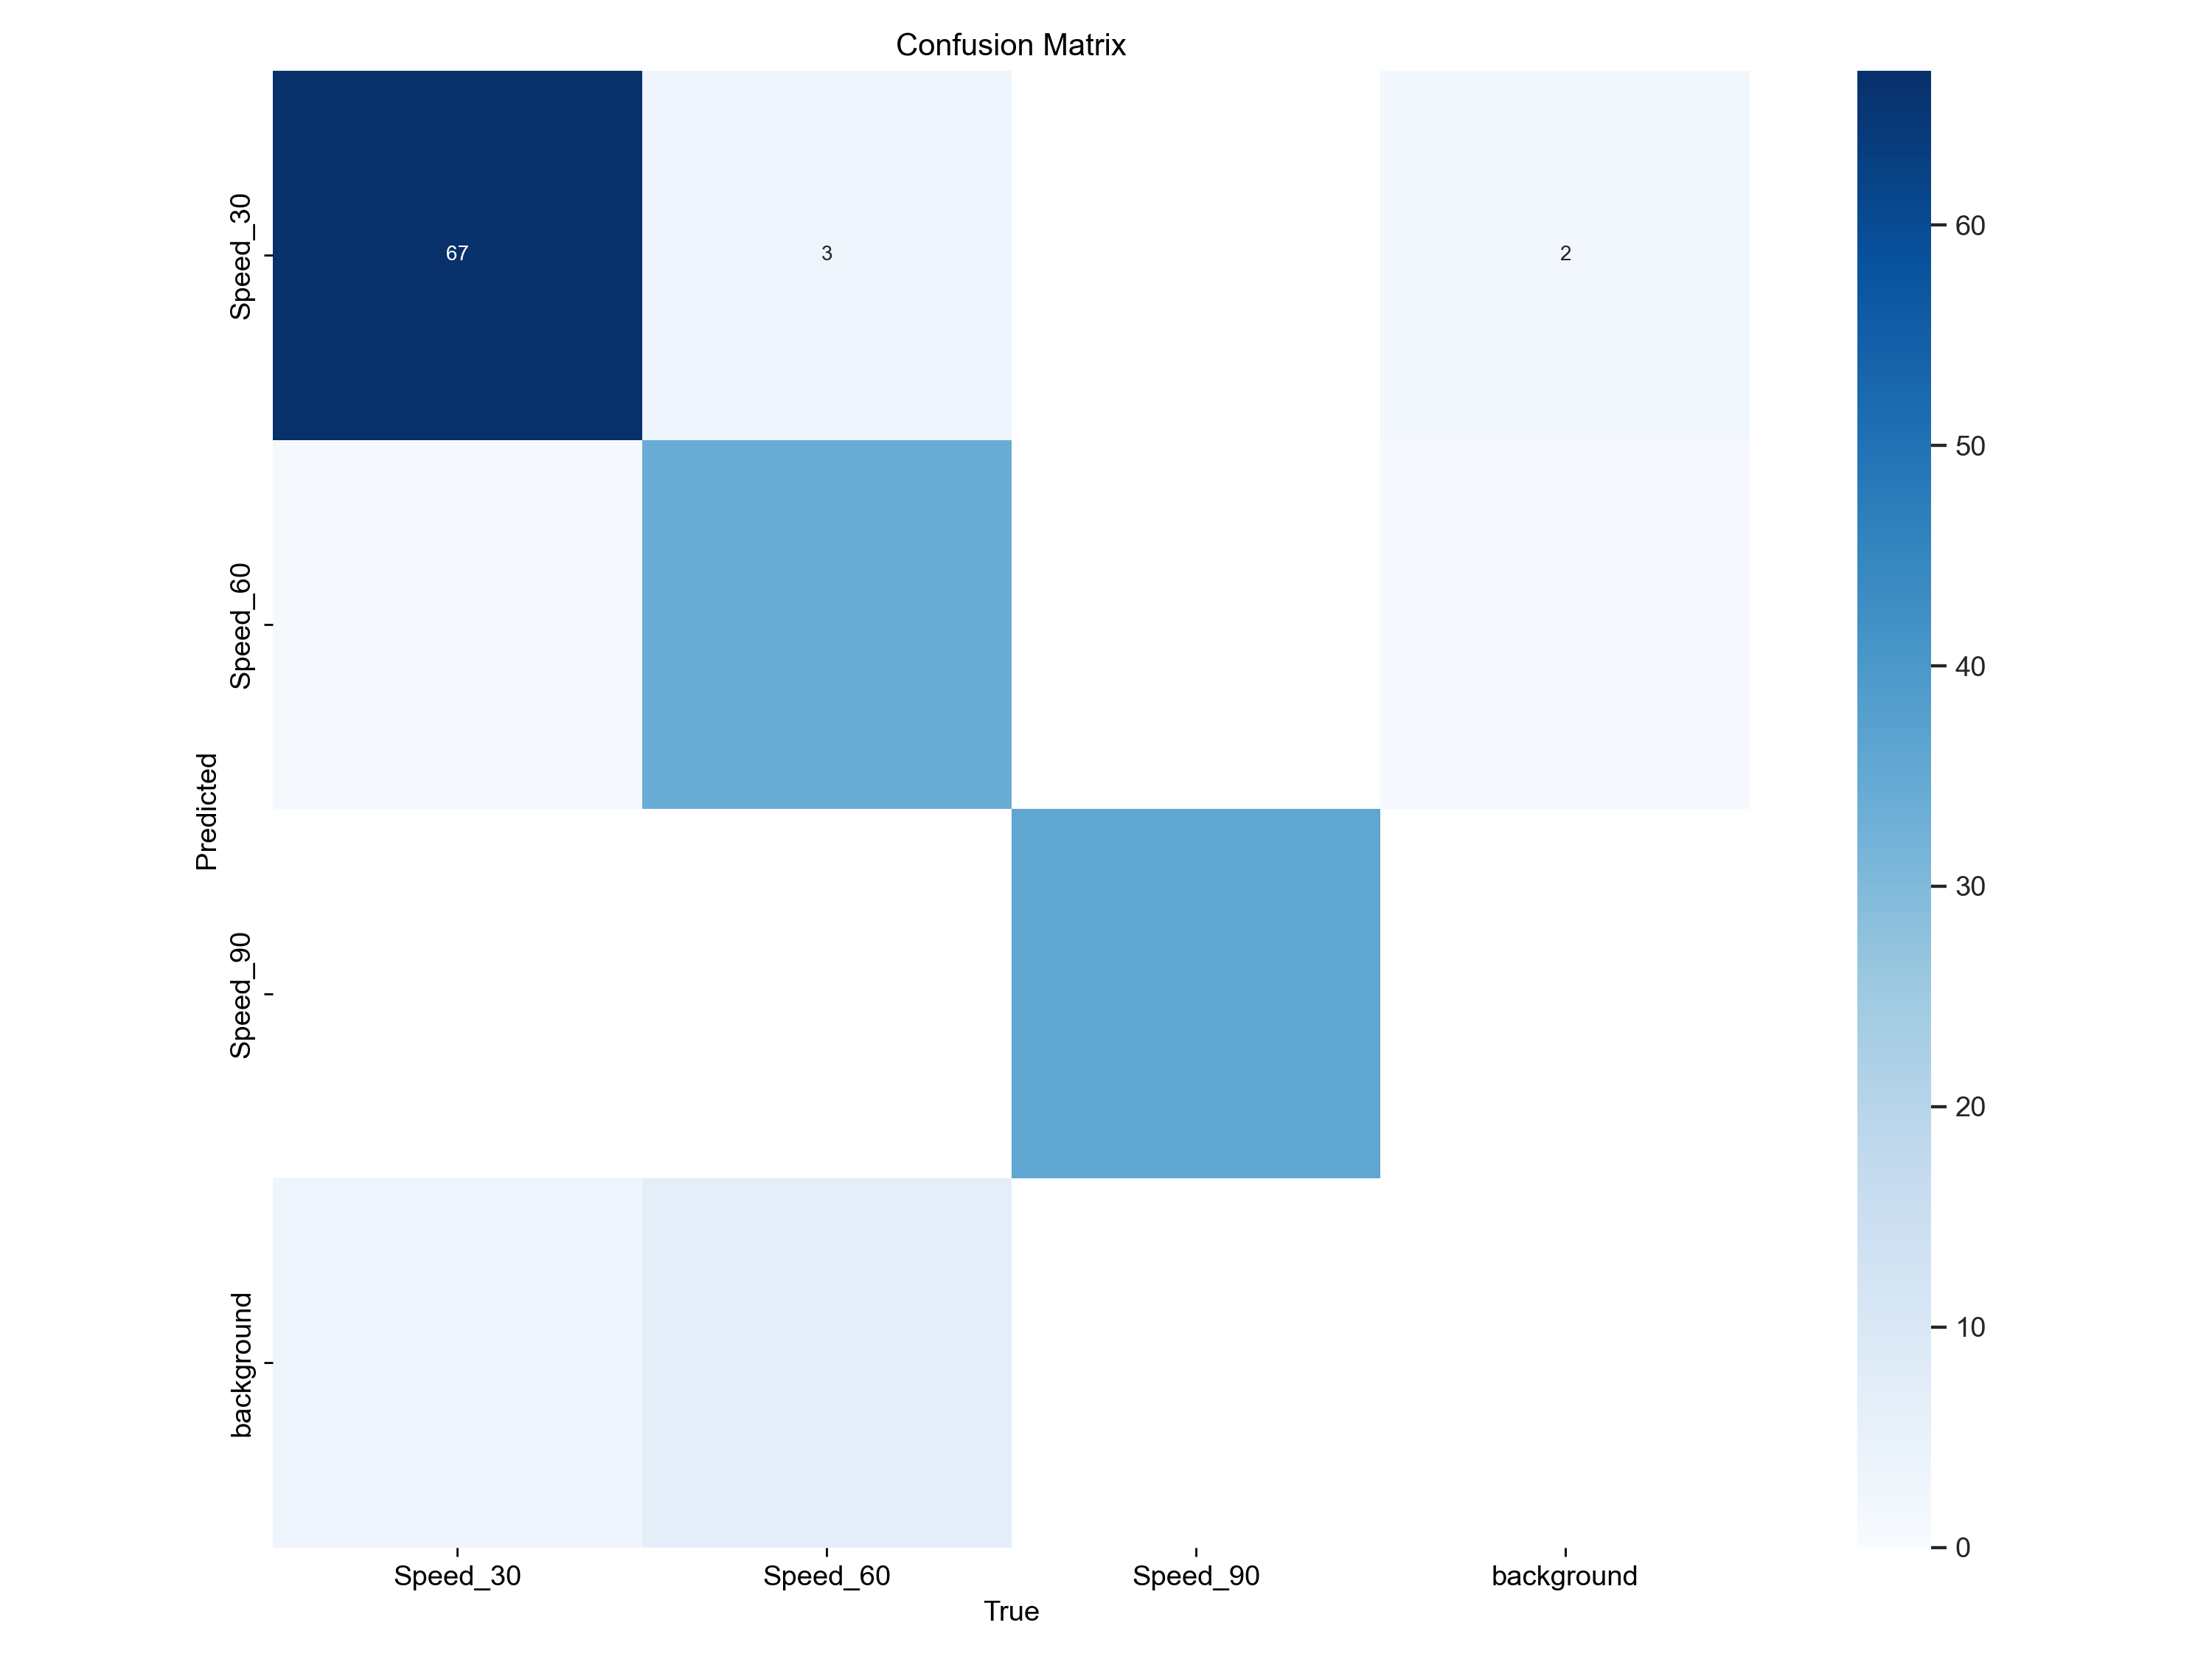 Confusion Matrix
Speed_30
67
3
2
60
50
Speed_60
40
Predicted
30
Speed_90
20
10
background
0
Speed_30 Speed_60 Speed_90 background
True